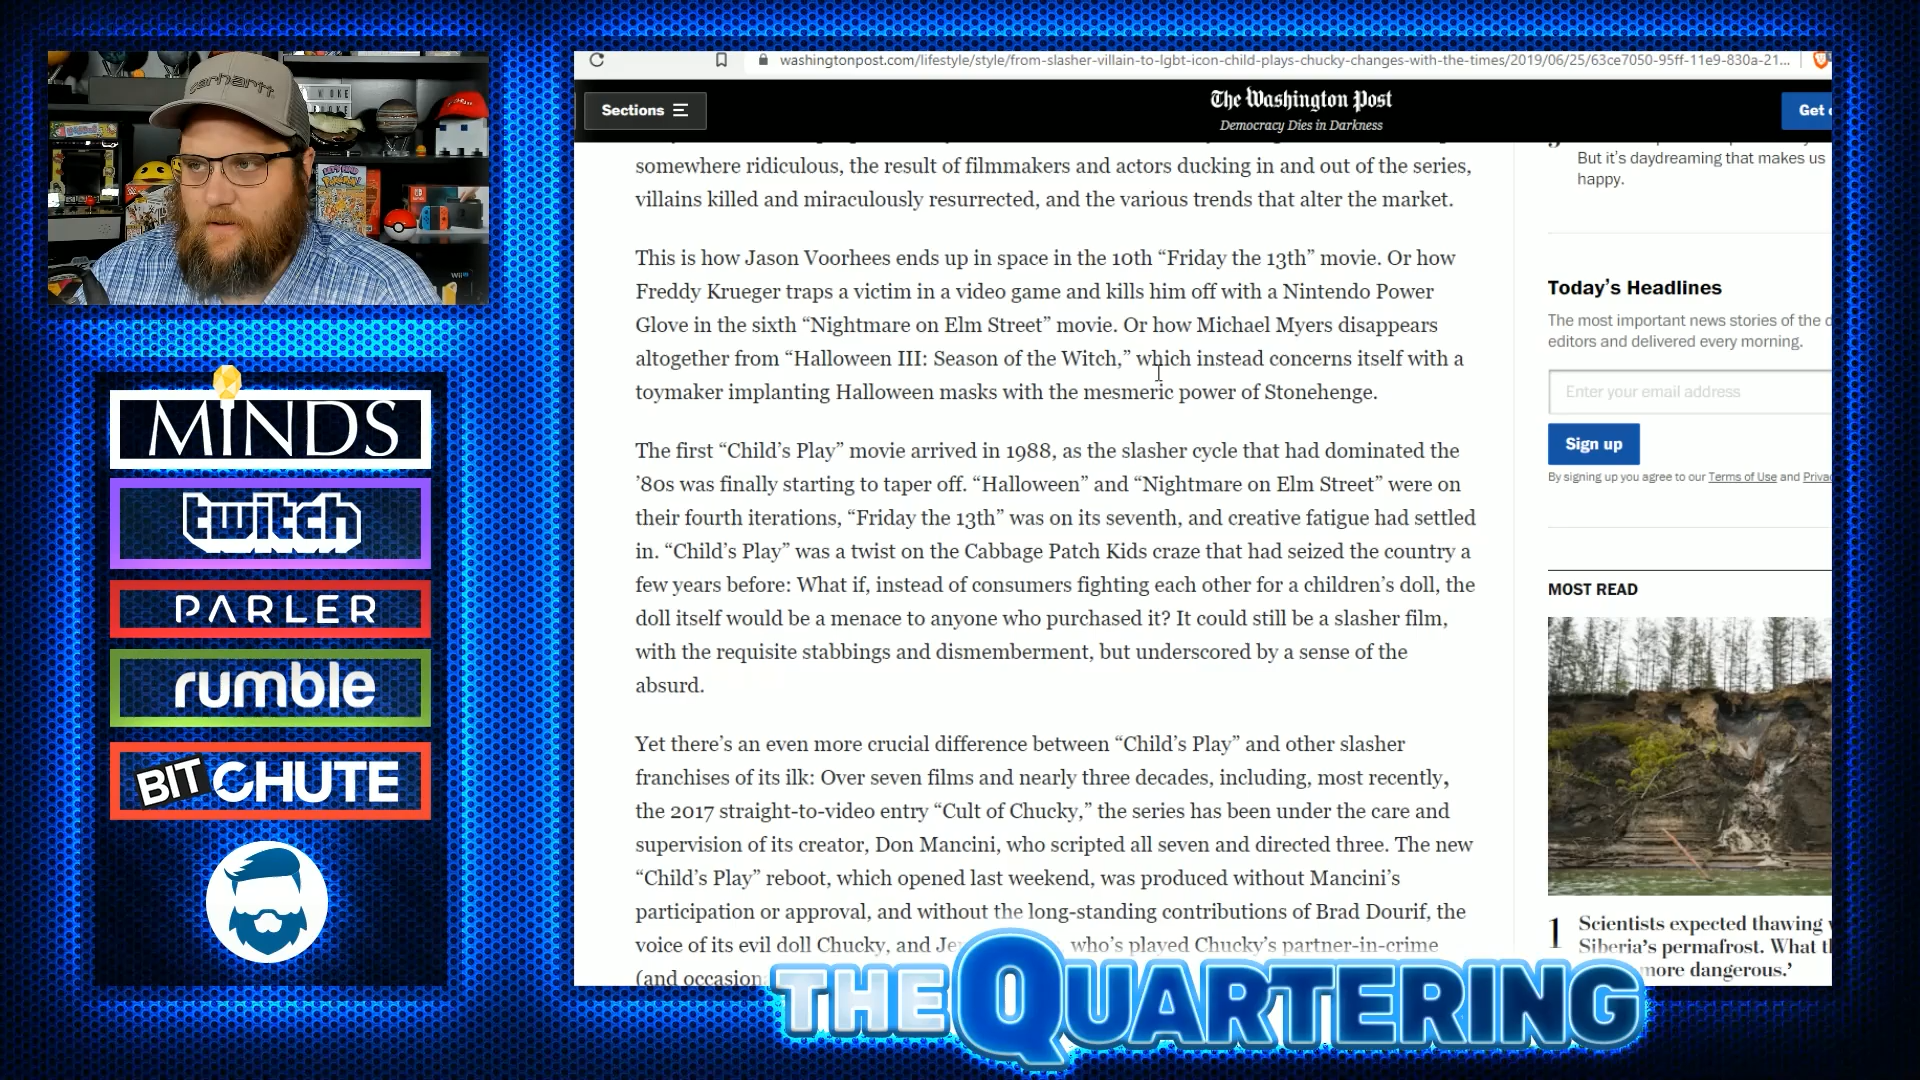 carhartt
washingtonpost.com/lifestyle/style/from-slasher-villain-to-lgbt-icon-child-plays-chucky-changes-with-the-times/2019/06/25/63ce7050-95ff-11e9-830a-21...
Sections
The Washington Post
Democracy Dies in Darkness
Get
somewhere ridiculous, the result of filmmakers and actors ducking in and out of the series,
villains killed and miraculously resurrected, and the various trends that alter the market.
This is how Jason Voorhees ends up in space in the 10th “Friday the 13th” movie. Or how
Freddy Krueger traps a victim in a video game and kills him off with a Nintendo Power
Glove in the sixth “Nightmare on Elm Street” movie. Or how Michael Myers disappears
altogether from “Halloween III: Season of the Witch,” which instead concerns itself with a
toymaker implanting Halloween masks with the mesmeric power of Stonehenge.
The first “Child’s Play” movie arrived in 1988, as the slasher cycle that had dominated the
’80s was finally starting to taper off. “Halloween” and “Nightmare on Elm Street” were on
their fourth iterations, “Friday the 13th” was on its seventh, and creative fatigue had settled
in. “Child’s Play” was a twist on the Cabbage Patch Kids craze that had seized the country a
few years before: What if, instead of consumers fighting each other for a children’s doll, the
doll itself would be a menace to anyone who purchased it? It could still be a slasher film,
with the requisite stabbings and dismemberment, but underscored by a sense of the
absurd.
Yet there’s an even more crucial difference between “Child’s Play” and other slasher
franchises of its ilk: Over seven films and nearly three decades, including, most recently,
the 2017 straight-to-video entry “Cult of Chucky,” the series has been under the care and
supervision of its creator, Don Mancini, who scripted all seven and directed three. The new
“Child’s Play” reboot, which opened last weekend, was produced without Mancini’s
participation or approval, and without the long-standing contributions of Brad Dourif, the
voice of its evil doll Chucky, and Je who’s played Chucky’s partner-in-crime
(and occasion
But it’s daydreaming that makes us
happy.
Today’s Headlines
The most important news stories of the d
editors and delivered every morning.
Enter your email address
Sign up
By signing up you agree to our Terms of Use and Priva
MOST READ
1 Scientists expected thawing
Siberia’s permafrost. What th
more dangerous.’
MINDS
twitch
PARLER
rumble
BITCHUTE
THE QUARTERING